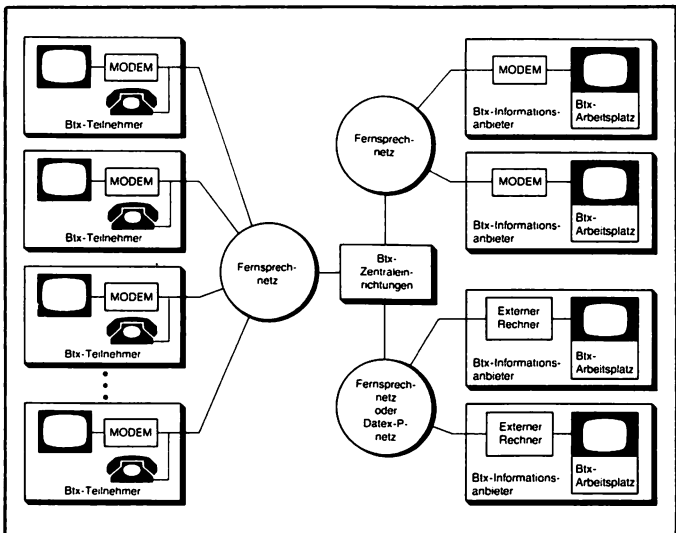 MODEM
Btx-Teilnehmer
MODEM
Btx-Teilnehmer
MODEM
Btx-Teilnehmer
MODEM
Btx-Teilnehmer
Fernsprech-
netz
Btx-
Zentralein-
richtungen
Fernsprech-
netz
Fernsprech-
netz
oder
Datex-P-
netz
MODEM
Btx-Informations-
anbieter
Btx-
Arbeitsplatz
MODEM
Btx-Informations-
anbieter
Btx-
Arbeitsplatz
Externer
Rechner
Btx-Informations-
anbieter
Btx-
Arbeitsplatz
Externer
Rechner
Btx-Informations-
anbieter
Btx-
Arbeitsplatz